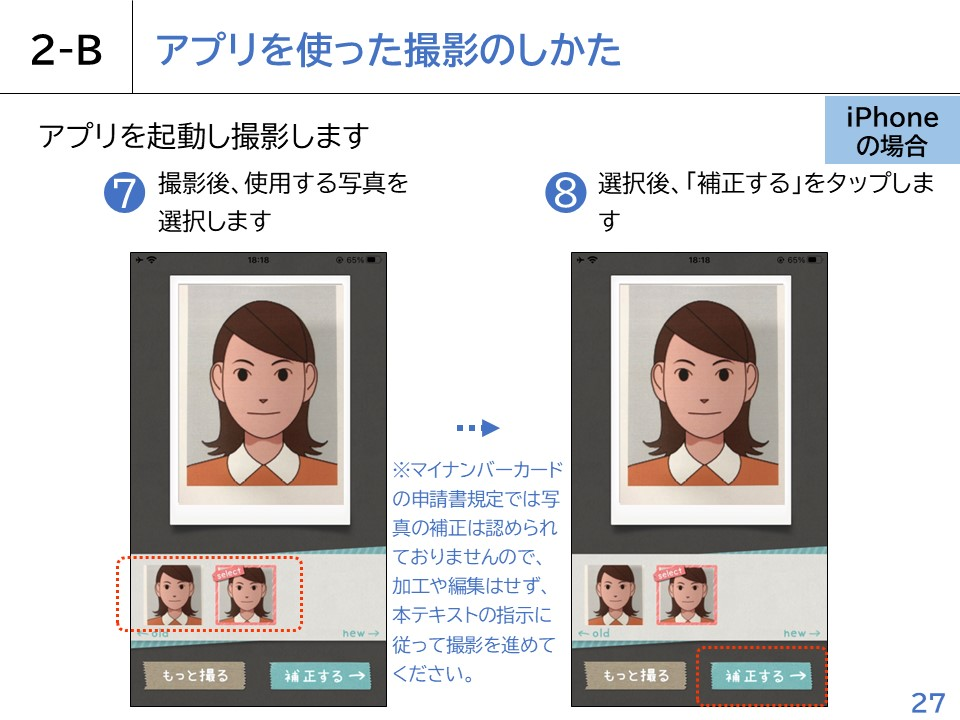 2-B
アプリを使った撮影のしかた
iPhone
の場合
アプリを起動し撮影します
7
撮影後、使用する写真を
選択します
8
選択後、「補正する」をタップしま
す
18:18
65%
select
←old
new→
もっと撮る
補正する→
※マイナンバーカード
の申請書規定では写
真の補正は認められ
ておりませんので、
加工や編集はせず、
本テキストの指示に
従って撮影を進めて
ください。
18:18
65%
select
←old
new→
もっと撮る
補正する→
27